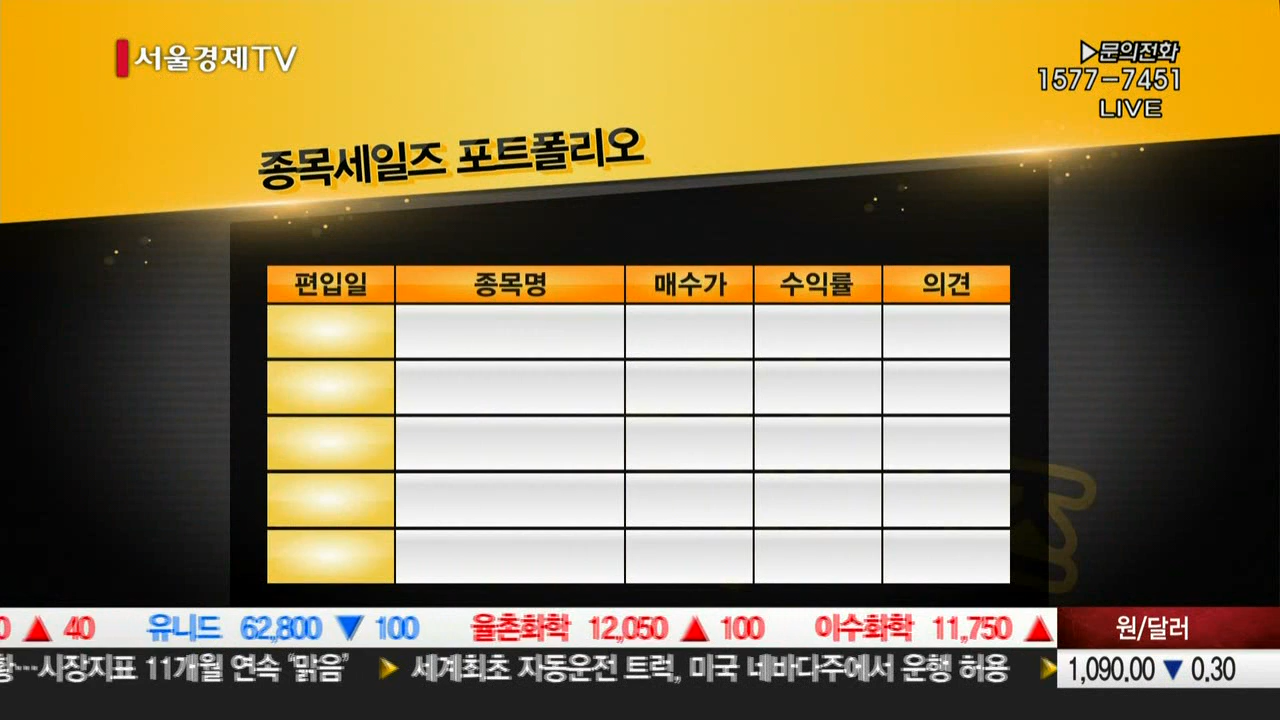 서울경제TV
▶문의전화
1577-7451
LIVE
종목세일즈 포트폴리오
편입일 종목명 매수가 수익률 의견
0 ▲ 40 유니드 62,800 ▼ 100 율촌화학 12,050 ▲ 100 이수화학 11,750 ▲
원/달러
황…시장지표 11개월 연속 “맑음” ▶ 세계최초 자동운전 트럭, 미국 네바다주에서 운행 허용 ▶
1,090.00 ▼ 0.30